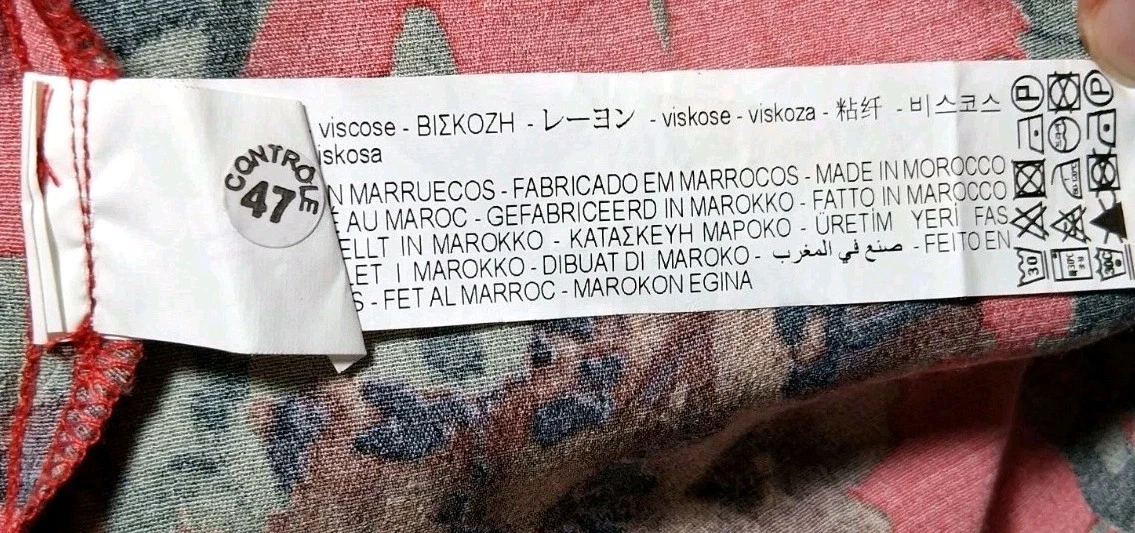 CONTRÔLE
47
viscose - ΒΙΣΚΟΖΗ - レーヨン - viskose - viskoza - 粘纤 - 비스코스
iskosa
N MARRUECOS - FABRICADO EM MARROCOS - MADE IN MOROCCO
E AU MAROC - GEFABRICEERD IN MAROKKO - FATTO IN MAROCCO
ELLT IN MAROKKO - ΚΑΤΑΣΚΕΥΗ ΜΑΡΟΚΟ - ÜRETİM YERİ FAS
LET I MAROKKO - DIBUAT DI MAROKO - صنع في المغرب - FEITO EN
S - FET AL MARROC - MAROKON EGINA
30